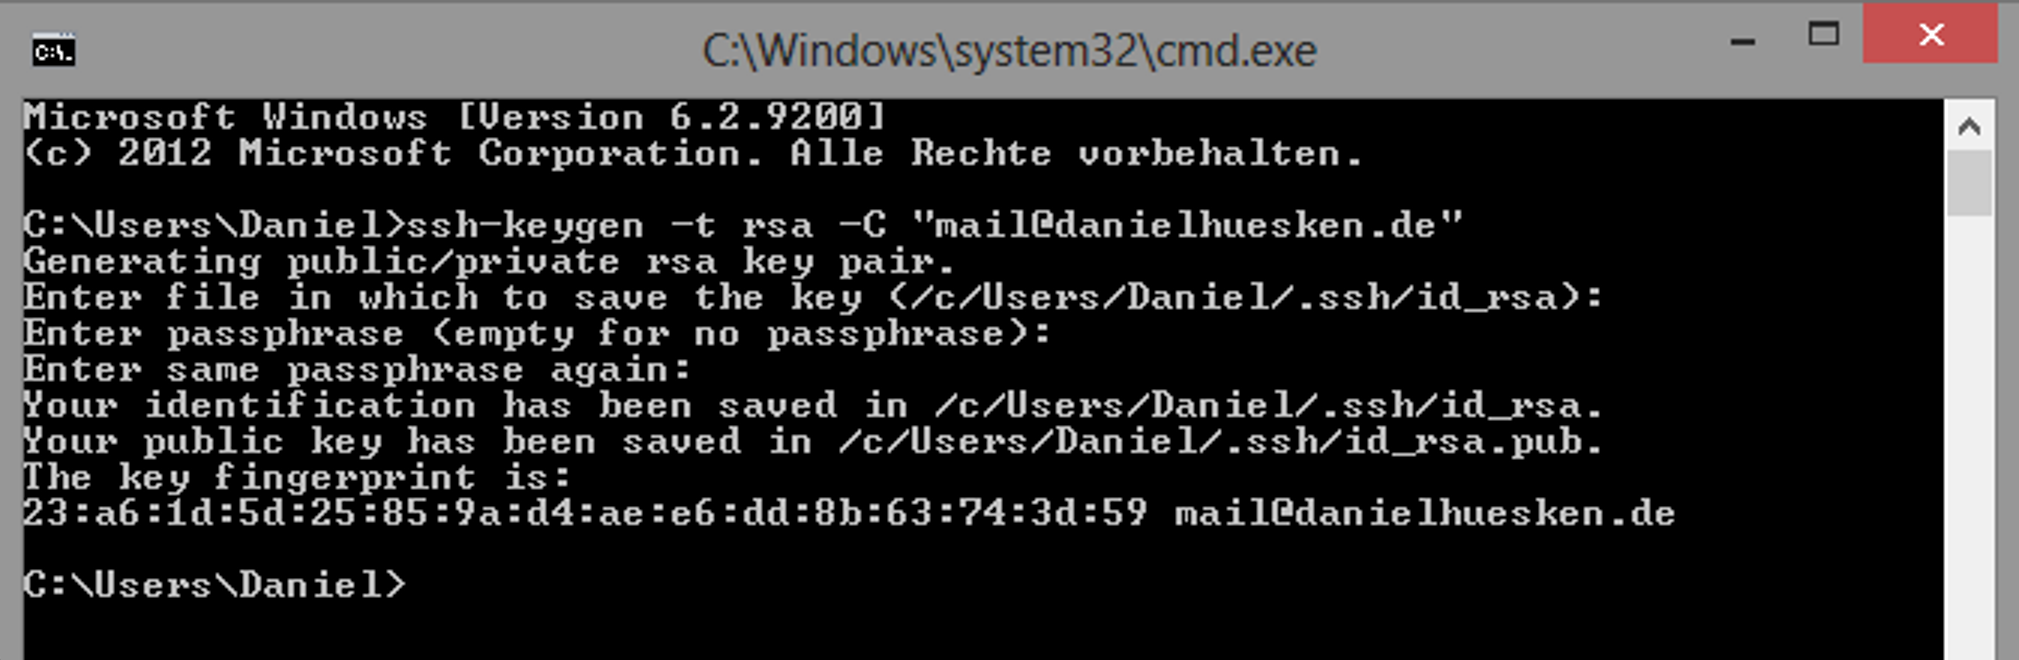 C:\Windows\system32\cmd.exe
Microsoft Windows [Version 6.2.9200]
(c) 2012 Microsoft Corporation. Alle Rechte vorbehalten.
C:\Users\Daniel>ssh-keygen -t rsa -C "mail@danielhuesken.de"
Generating public/private rsa key pair.
Enter file in which to save the key (/c/Users/Daniel/.ssh/id_rsa):
Enter passphrase (empty for no passphrase):
Enter same passphrase again:
Your identification has been saved in /c/Users/Daniel/.ssh/id_rsa.
Your public key has been saved in /c/Users/Daniel/.ssh/id_rsa.pub.
The key fingerprint is:
23:a6:1d:5d:25:85:9a:d4:ae:e6:dd:8b:63:74:3d:59 mail@danielhuesken.de
C:\Users\Daniel>